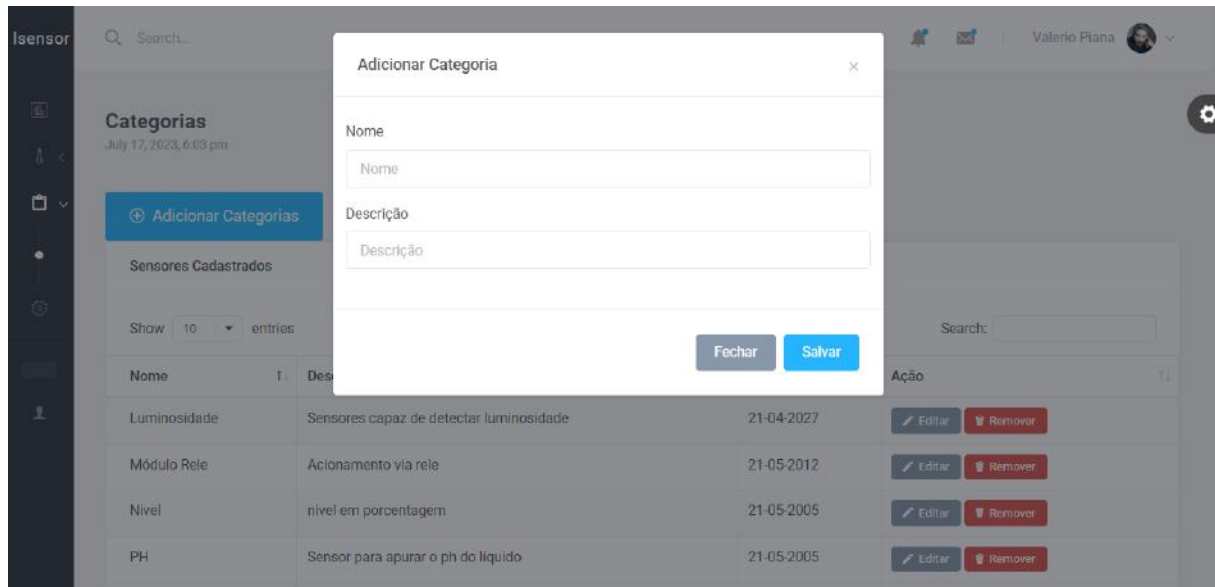 Isensor
Search...
Valerio Piana
Adicionar Categoria
×
Categorias
July 17, 2023, 6:03 pm
Nome
Nome
Adicionar Categorias
Descrição
Descrição
Sensores Cadastrados
Show 10 entries
Search:
Fechar Salvar
Nome Des Ação
Luminosidade Sensores capaz de detectar luminosidade 21-04-2027 Editar Remover
Módulo Rele Acionamento via rele 21-05-2012 Editar Remover
Nivel nivel em porcentagem 21-05-2005 Editar Remover
PH Sensor para apurar o ph do liquido 21-05-2005 Editar Remover